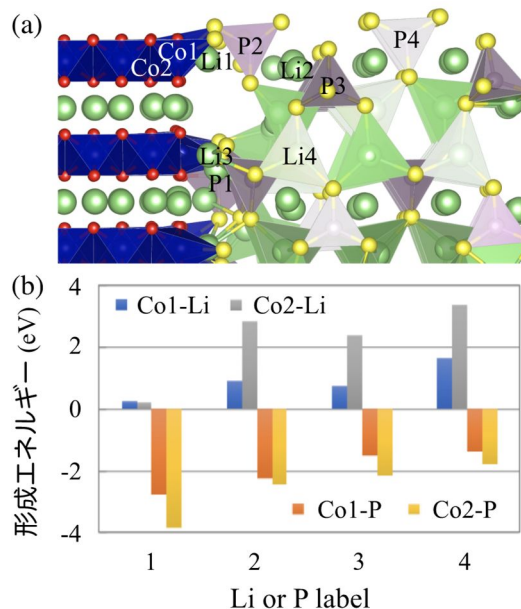 (a)
Co1
Co2
Li1
P2
Li2
P3
P4
Li3
P1
Li4
(b)
4
2
0
-2
-4
形成エネルギー (eV)
Co1-Li
Co2-Li
Co1-P
Co2-P
1
2
3
4
Li or P label